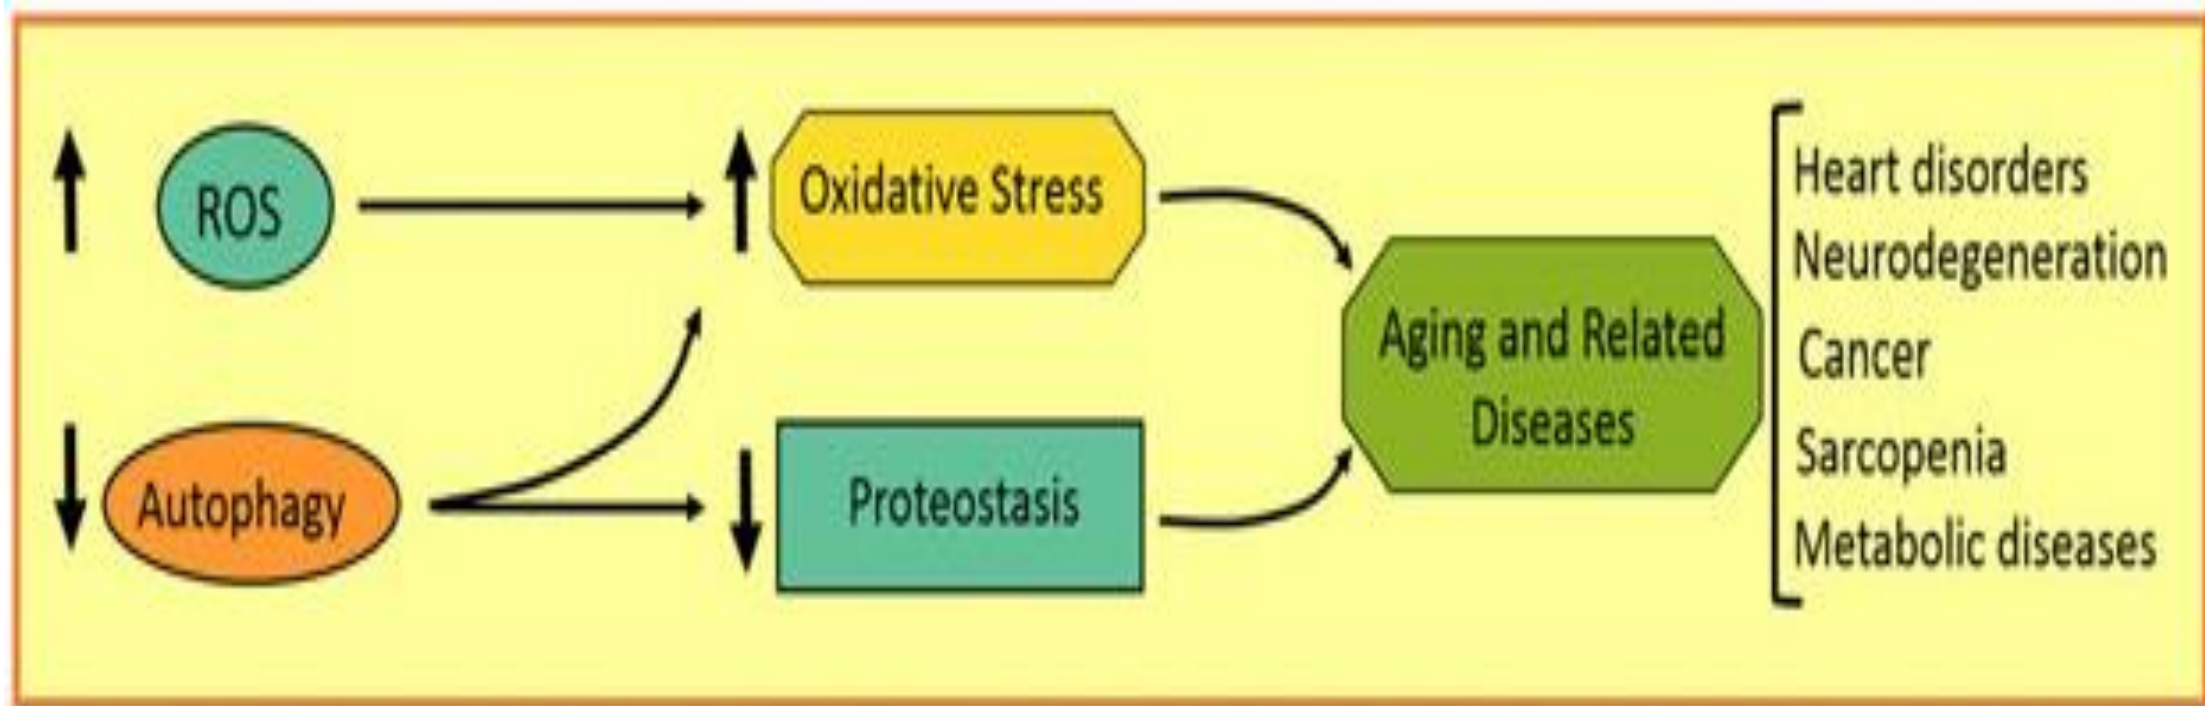 ROS
Oxidative Stress
Autophagy
Proteostasis
Aging and Related
Diseases
Heart disorders
Neurodegeneration
Cancer
Sarcopenia
Metabolic diseases